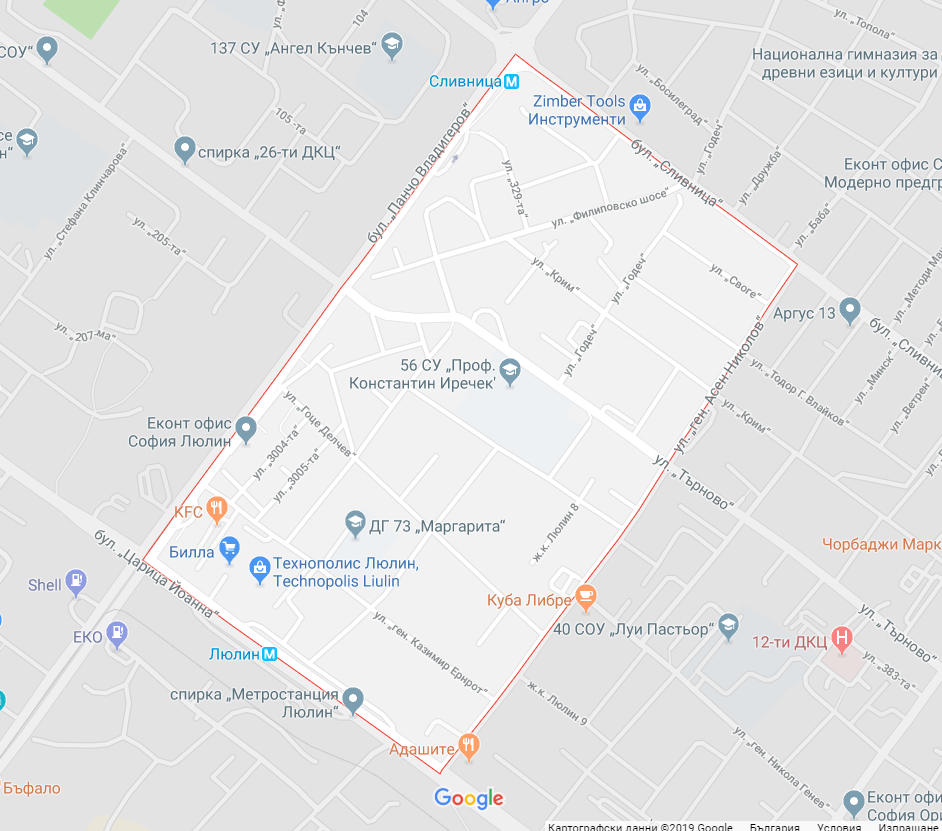 Ангро
ул. „Топола“
104
СОУ“
137 СУ „Ангел Кънчев“
Национална гимназия за
древни езици и култури
Сливница
ул. „Босилеград“
Zimber Tools
Инструменти
105 -та
ул. „Годеч“
бул. „Сливница“
спирка „26-ти ДКЦ“
бул. „Панчо Владигеров“
ул. „Дружба“
Еконт офис С
Модерно предгр
ул. „Стефана Клинчарова“
ул. „329-та“
ул. „Филиповско шосе“
ул. „205-та“
ул. „Баба“
ул. „Крим“
ул. „Годеч“
ул. „Своге“
ул. „Методи Ма
Аргус 13
ул. „207-ма“
бул. „Сливни
ул. „Годеч“
ул. „ген. Асен Николов“
56 СУ „Проф.
Константин Иречек'
ул. „Тодор Г. Влайков“
ул. „Минск“
ул. „Ветрен“
ул. „Гоце Делчев“
ул. „Крим“
Еконт офис
София Люлин
ул. „3004-та“
ул. „3005-та“
ул. „Търново“
KFC
ж.к. Люлин 8
ДГ 73 „Маргарита“
бул. „Царица Йоанна“
Билла
Технополис Люлин,
Technopolis Liulin
Чорбаджи Марк
Shell
Куба Либре
ул. „Търново“
ЕКО
ул. „ген. Казимир Ернрот“
40 СОУ „Луи Пастьор“
12-ти ДКЦ
Люлин
ул. „383-та“
спирка „Метростанция
Люлин“
ж.к. Люлин 9
ул. „ген. Никола Генев“
Адашите
Бъфало
Google
Еконт офи
София Ор
Картографски данни ©2019 Google
България
Условия
Изпращане